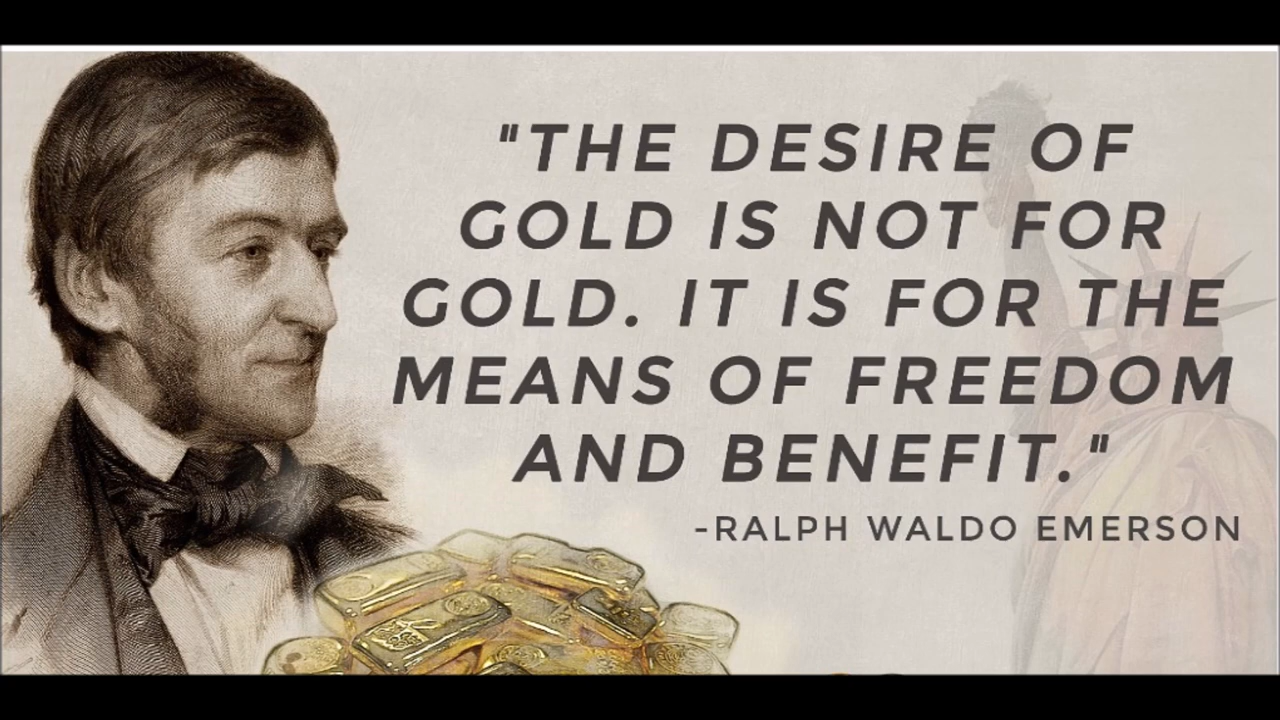 "THE DESIRE OF
GOLD IS NOT FOR
GOLD. IT IS FOR THE
MEANS OF FREEDOM
AND BENEFIT."
-RALPH WALDO EMERSON